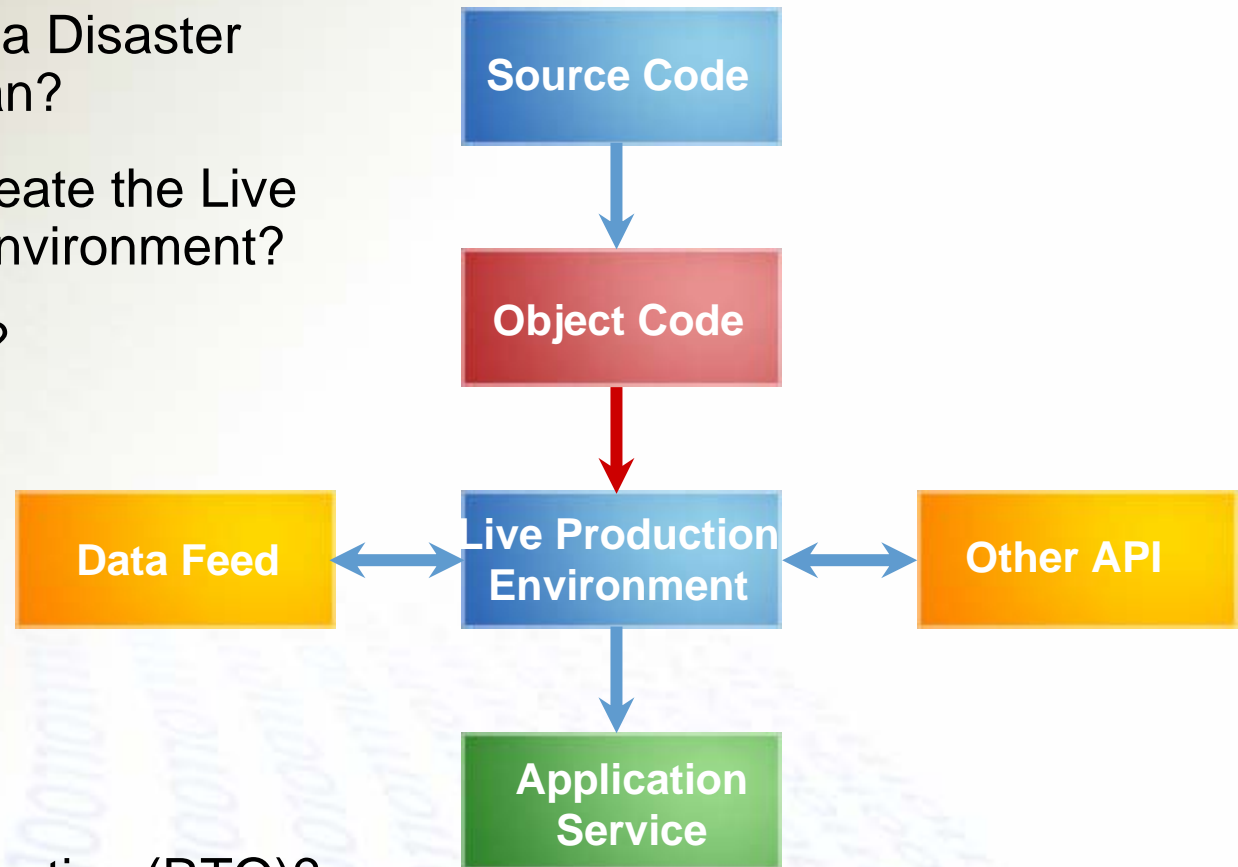 a Disaster
an?
eate the Live
nvironment?
?
Source Code
Object Code
Data Feed
Live Production
Environment
Other API
Application
Service
(RTO)?